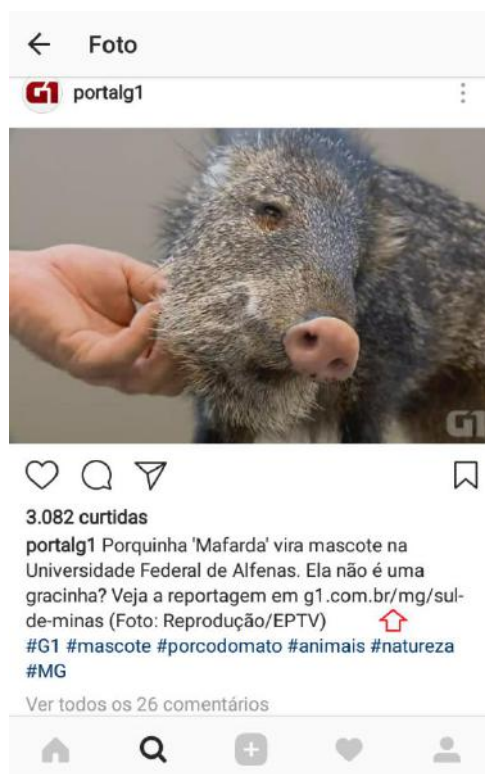 Foto
G1 portalg1
G1
3.082 curtidas
portalg1 Porquinha 'Mafarda' vira mascote na
Universidade Federal de Alfenas. Ela não é uma
gracinha? Veja a reportagem em g1.com.br/mg/sul-
de-minas (Foto: Reprodução/EPTV)
#G1 #mascote #porcodomato #animais #natureza
#MG
Ver todos os 26 comentários